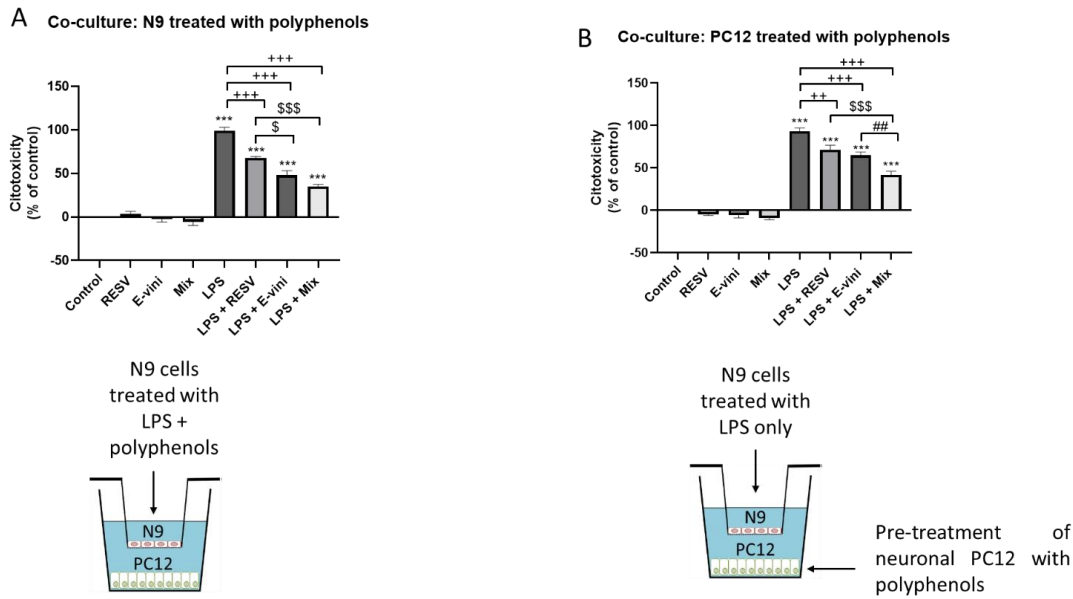 A
Co-culture: N9 treated with polyphenols
Citotoxicity
(% of control)
150
100
50
0
-50
+++
+++
+++
$$$
$
***
***
***
***
Control
RESV
E-vini
Mix
LPS
LPS + RESV
LPS + E-vini
LPS + Mix
N9 cells
treated with
LPS +
polyphenols
N9
PC12
B
Co-culture: PC12 treated with polyphenols
Citotoxicity
(% of control)
150
100
50
0
-50
+++
+++
++
$$$
##
***
***
***
***
Control
RESV
E-vini
Mix
LPS
LPS + RESV
LPS + E-vini
LPS + Mix
N9 cells
treated with
LPS only
N9
PC12
Pre-treatment of
neuronal PC12 with
polyphenols